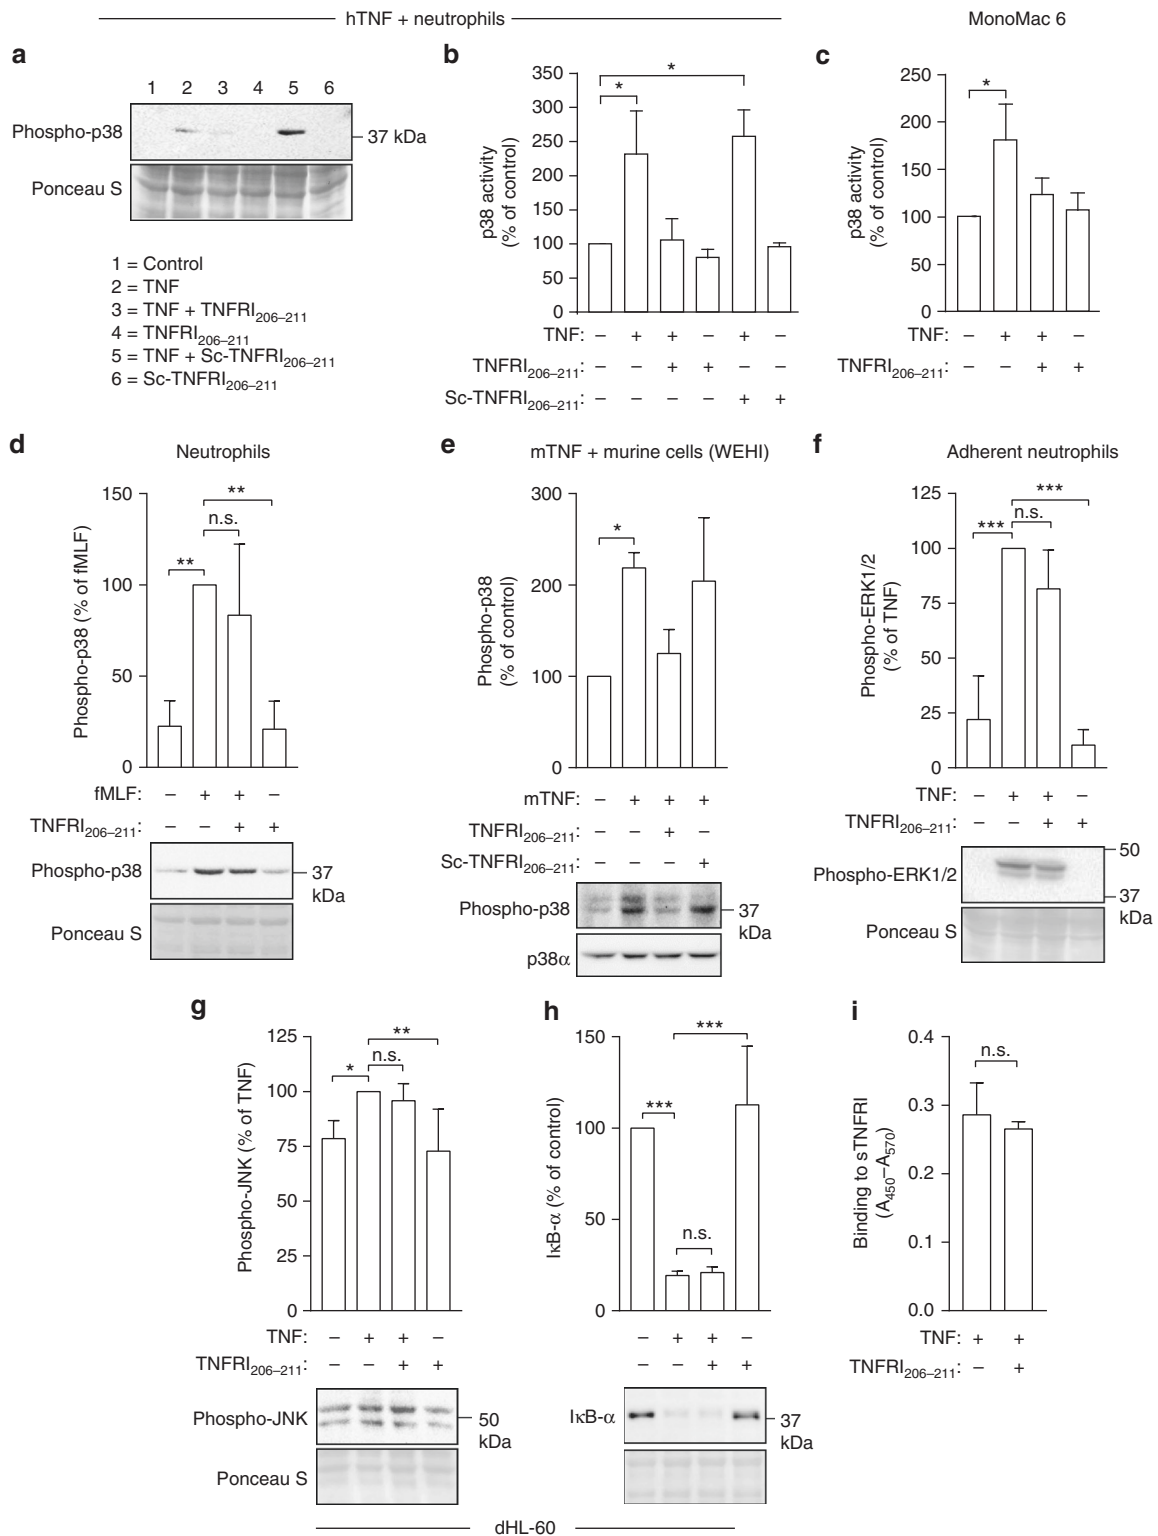 hTNF + neutrophils
MonoMac 6
a
1 2 3 4 5 6
Phospho-p38
37 kDa
Ponceau S
1 = Control
2 = TNF
3 = TNF + TNFRI206–211
4 = TNFRI206–211
5 = TNF + Sc-TNFRI206–211
6 = Sc-TNFRI206–211
b
p38 activity
(% of control)
350
300
250
200
150
100
50
0
* *
TNF: – + + – + –
TNFRI206–211: – – + + – –
Sc-TNFRI206–211: – – – – + +
c
p38 activity
(% of control)
250
200
150
100
50
0
*
TNF: – + + –
TNFRI206–211: – – + +
d
Neutrophils
Phospho-p38 (% of fMLF)
150
100
50
0
**
n.s.
**
fMLF: – + + –
TNFRI206–211: – – + +
Phospho-p38
37
kDa
Ponceau S
e
mTNF + murine cells (WEHI)
Phospho-p38
(% of control)
300
200
100
0
*
mTNF: – + + +
TNFRI206–211: – – + –
Sc-TNFRI206–211: – – – +
Phospho-p38
37
kDa
p38α
f
Adherent neutrophils
Phospho-ERK1/2
(% of TNF)
125
100
75
50
25
0
***
n.s.
***
TNF: – + + –
TNFRI206–211: – – + +
50
Phospho-ERK1/2
37
kDa
Ponceau S
g
Phospho-JNK (% of TNF)
125
100
75
50
25
0
**
n.s.
*
TNF: – + + –
TNFRI206–211: – – + +
Phospho-JNK
50
kDa
Ponceau S
h
IκB-α (% of control)
150
100
50
0
***
***
n.s.
– + + –
– – + +
IκB-α
37
kDa
dHL-60
i
Binding to sTNFRI
(A450–A570)
0.4
0.3
0.2
0.1
0.0
n.s.
TNF: + +
TNFRI206–211: – +